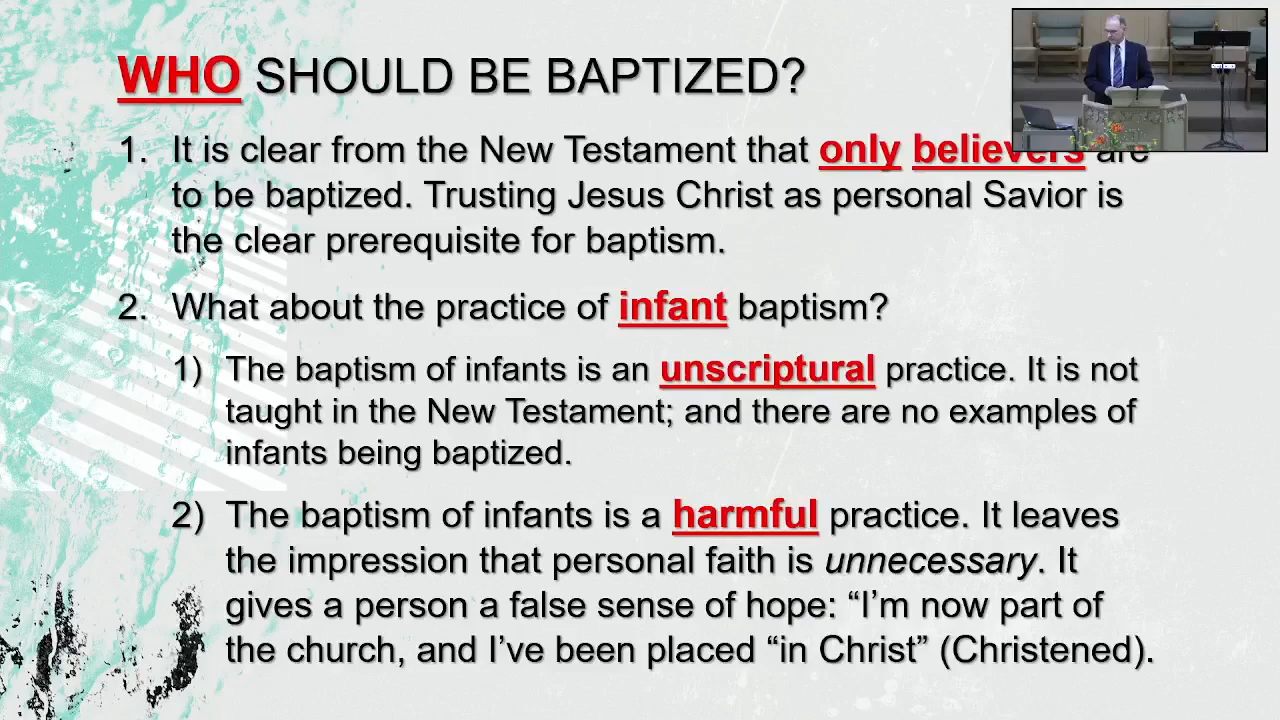 WHO SHOULD BE BAPTIZED?
1. It is clear from the New Testament that only believers are
to be baptized. Trusting Jesus Christ as personal Savior is
the clear prerequisite for baptism.
2. What about the practice of infant baptism?
1) The baptism of infants is an unscriptural practice. It is not
taught in the New Testament; and there are no examples of
infants being baptized.
2) The baptism of infants is a harmful practice. It leaves
the impression that personal faith is unnecessary. It
gives a person a false sense of hope: “I’m now part of
the church, and I’ve been placed “in Christ” (Christened).